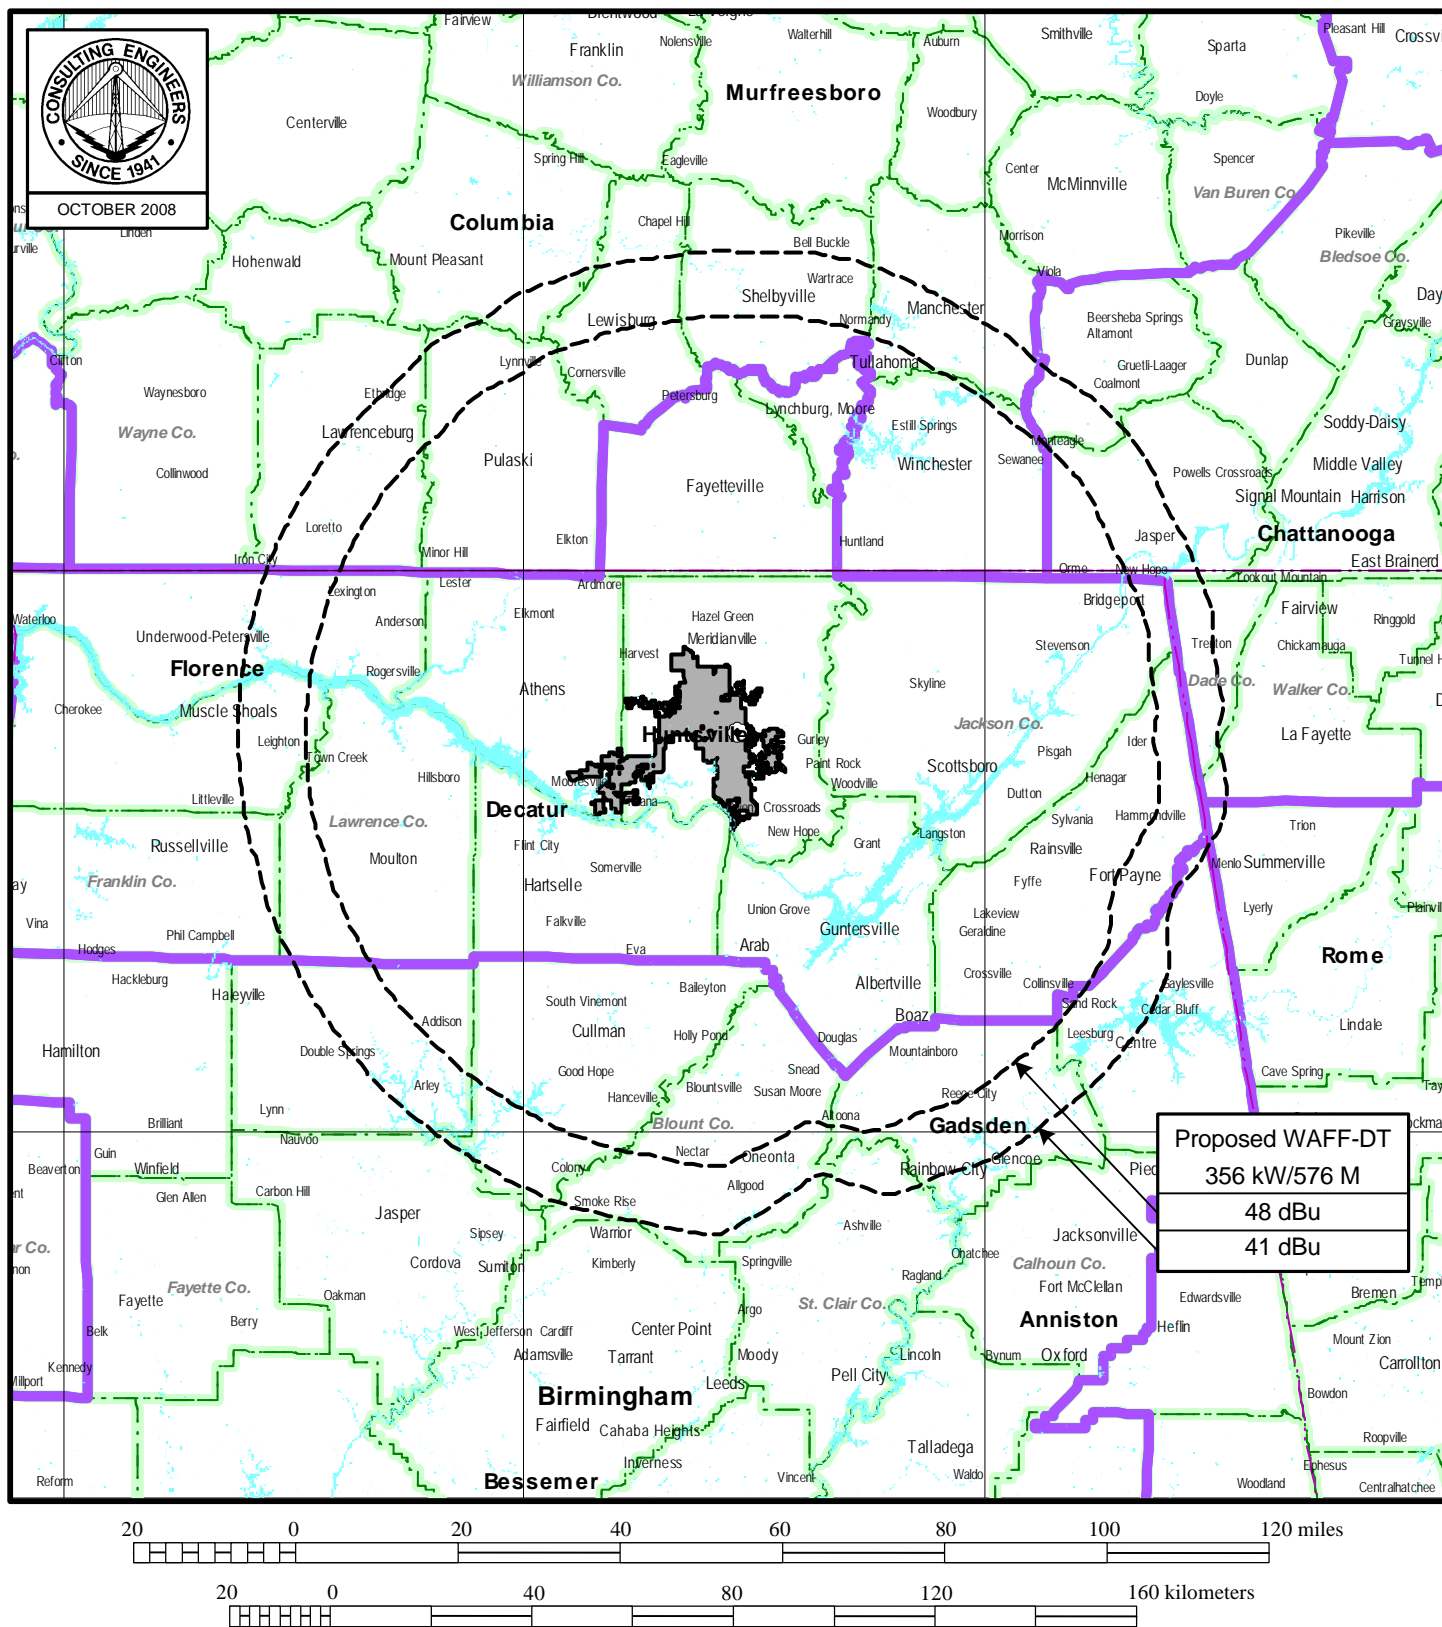 CONSULTING ENGINEERS
SINCE 1941
OCTOBER 2008
Fairview
Franklin
Nolensville
Walterhill
Auburn
Smithville
Sparta
Pleasant Hill
Williamson Co.
Murfreesboro
Centerville
Woodbury
Doyle
Spring Hill
Eagleville
Center
McMinnville
Spencer
Van Buren Co
Columbia
Chapel Hill
Bell Buckle
Morrison
Pikeville
Linden
Hohenwald
Mount Pleasant
Wartrace
Viola
Bledsoe Co.
Shelbyville
Manchester
Lewisburg
Normandy
Beersheba Springs
Altamont
Graysville
Clifton
Lynnville
Cornersville
Tullahoma
Gruetli-Laager
Dunlap
Coalmont
Waynesboro
Ethridge
Petersburg
Lynchburg, Moore
Wayne Co.
Lawrenceburg
Estill Springs
Soddy-Daisy
Collinwood
Pulaski
Winchester
Sewanee
Monteagle
Powells Crossroads
Middle Valley
Fayetteville
Signal Mountain
Harrison
Loretto
Elkton
Huntland
Jasper
Chattanooga
Iron City
Minor Hill
Lester
Ardmore
Orme
New Hope
East Brainerd
Lookout Mountain
Lexington
Elkmont
Bridgeport
Fairview
Waterloo
Underwood-Petersville
Anderson
Hazel Green
Meridianville
Stevenson
Trenton
Chickamauga
Ringgold
Florence
Rogersville
Harvest
Athens
Skyline
Dade Co.
Walker Co.
Cherokee
Muscle Shoals
Jackson Co.
La Fayette
Leighton
Town Creek
Huntsville
Gurley
Pisgah
Ider
Hillsboro
Paint Rock
Woodville
Scottsboro
Henagar
Littleville
Decatur
Dutton
Lawrence Co.
Crossroads
New Hope
Langston
Sylvania
Hammondville
Trion
Russellville
Moulton
Flint City
Grant
Rainsville
Menlo
Summerville
Franklin Co.
Hartselle
Somerville
Fyffe
Fort Payne
Vina
Falkville
Union Grove
Guntersville
Lakeview
Geraldine
Lyerly
Phil Campbell
Hodges
Eva
Arab
Rome
Hackleburg
Haleyville
Baileyton
Albertville
Crossville
Collinsville
Gaylesville
South Vinemont
Cullman
Addison
Holly Pond
Douglas
Boaz
Sand Rock
Cedar Bluff
Leesburg
Centre
Lindale
Hamilton
Double Springs
Mountainboro
Good Hope
Snead
Cave Spring
Arley
Hanceville
Blountsville
Susan Moore
Reece City
Lynn
Brilliant
Altoona
Blount Co.
Gadsden
Nauvoo
Guin
Nectar
Oneonta
Glencoe
Beaverton
Winfield
Colony
Rainbow City
Glen Allen
Carbon Hill
Allgood
Smoke Rise
Jasper
Ashville
Sipsey
Warrior
Jacksonville
Cordova
Sumiton
Kimberly
Springville
Ohatchee
Calhoun Co.
Fayette Co.
Ragland
Fort McClellan
Fayette
Oakman
Argo
St. Clair Co.
Edwardsville
Bremen
Berry
Belk
West Jefferson
Cardiff
Center Point
Anniston
Heflin
Mount Zion
Adamsville
Tarrant
Moody
Lincoln
Bynum
Oxford
Carrollton
Kennedy
Leeds
Pell City
Birmingham
Bowdon
Fairfield
Cahaba Heights
Talladega
Roopville
Inverness
Reform
Bessemer
Vincent
Waldo
Ephesus
Woodland
Centralhatchee
Proposed WAFF-DT
356 kW/576 M
48 dBu
41 dBu
20 0 20 40 60 80 100 120 miles
20 0 40 80 120 160 kilometers